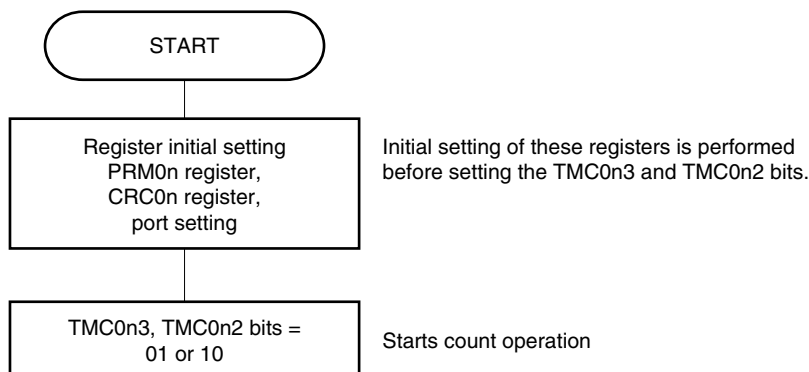 START
Register initial setting
PRM0n register,
CRC0n register,
port setting
Initial setting of these registers is performed
before setting the TMC0n3 and TMC0n2 bits.
TMC0n3, TMC0n2 bits =
01 or 10
Starts count operation